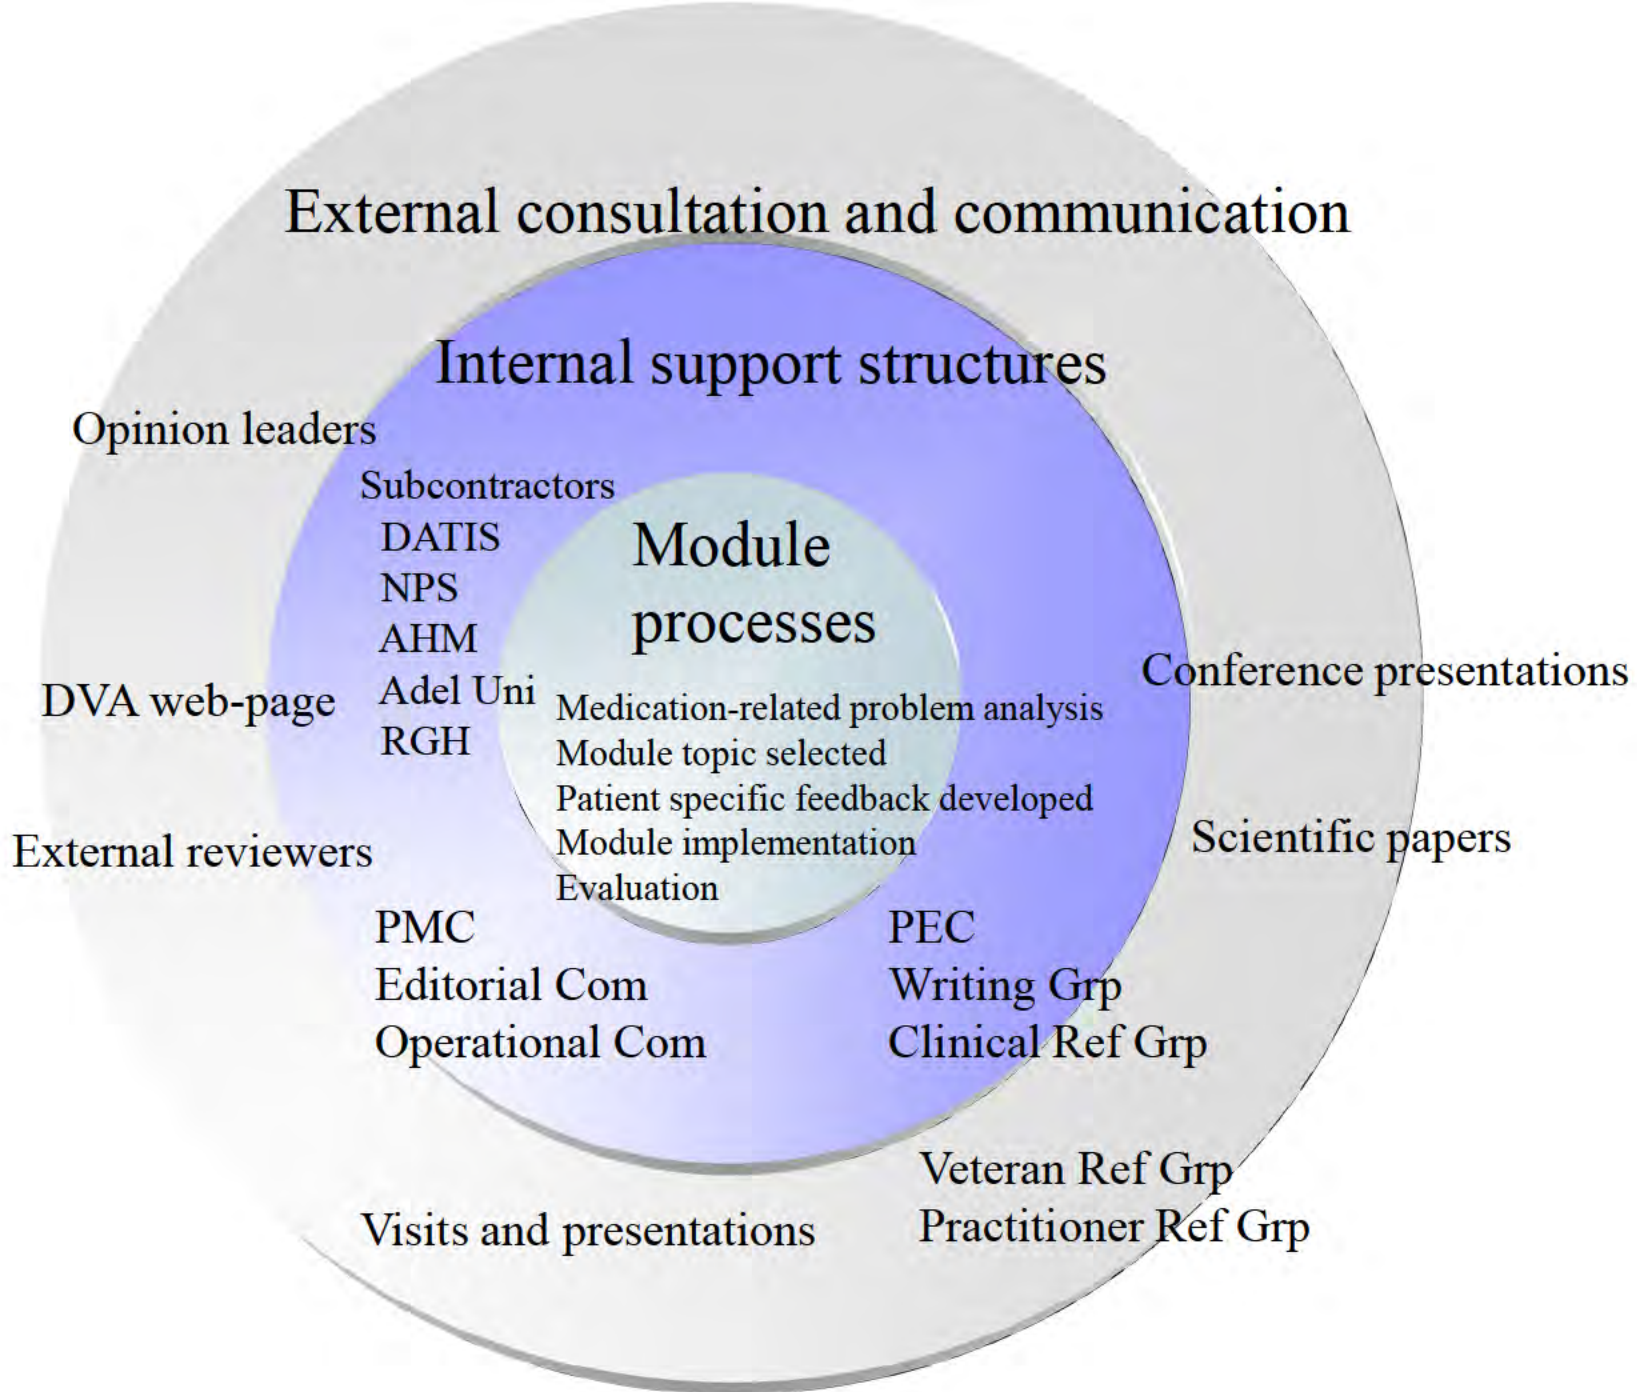 External consultation and communication
Internal support structures
Opinion leaders
Subcontractors
DATIS
NPS
AHM
Adel Uni
RGH
Module
processes
Medication-related problem analysis
Module topic selected
Patient specific feedback developed
Module implementation
Evaluation
DVA web-page
Conference presentations
External reviewers
Scientific papers
PMC
Editorial Com
Operational Com
PEC
Writing Grp
Clinical Ref Grp
Visits and presentations
Veteran Ref Grp
Practitioner Ref Grp